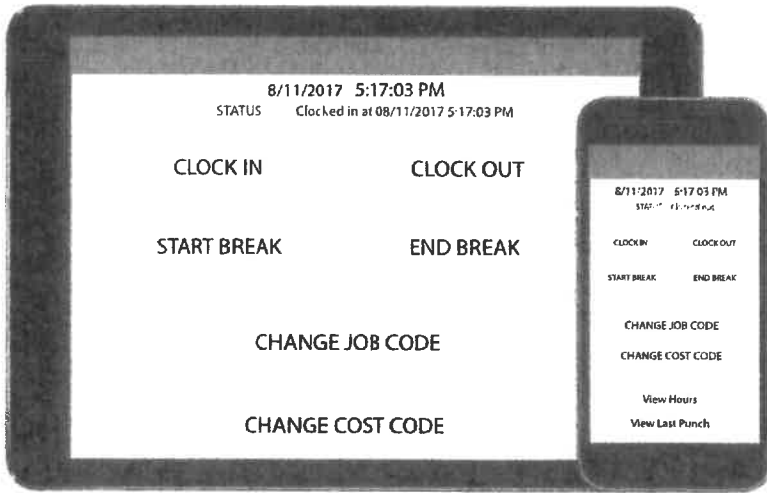 8/11/2017 5:17:03 PM
STATUS Clocked in at 08/11/2017 5:17:03 PM
CLOCK IN CLOCK OUT
START BREAK END BREAK
CHANGE JOB CODE
CHANGE COST CODE
8/11/2017 5:17:03 PM
STATUS
CLOCK IN CLOCK OUT
START BREAK END BREAK
CHANGE JOB CODE
CHANGE COST CODE
View Hours
View Last Punch